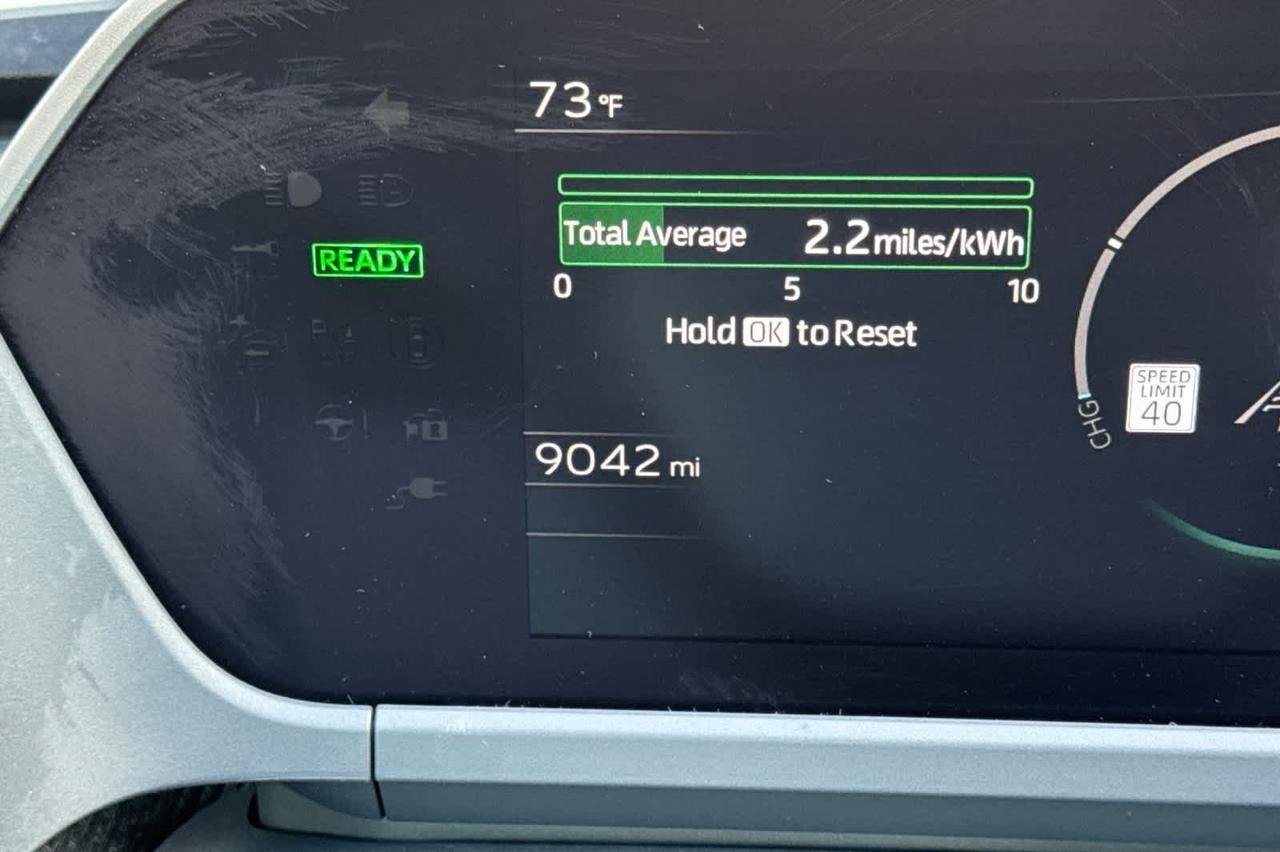 73 °F
READY
Total Average 2.2 miles/kWh
0 5 10
Hold OK to Reset
SPEED
LIMIT
40
CHG
9042 mi